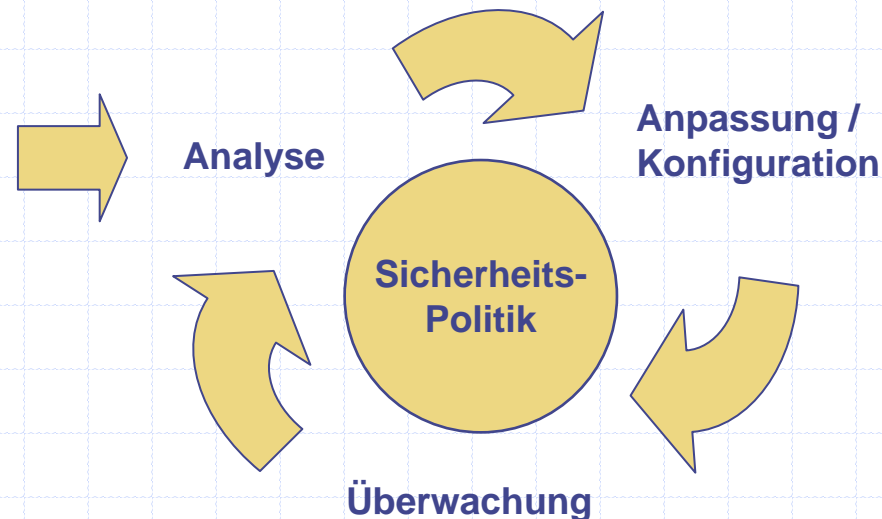 Analyse
Anpassung /
Konfiguration
Sicherheits-
Politik
Überwachung